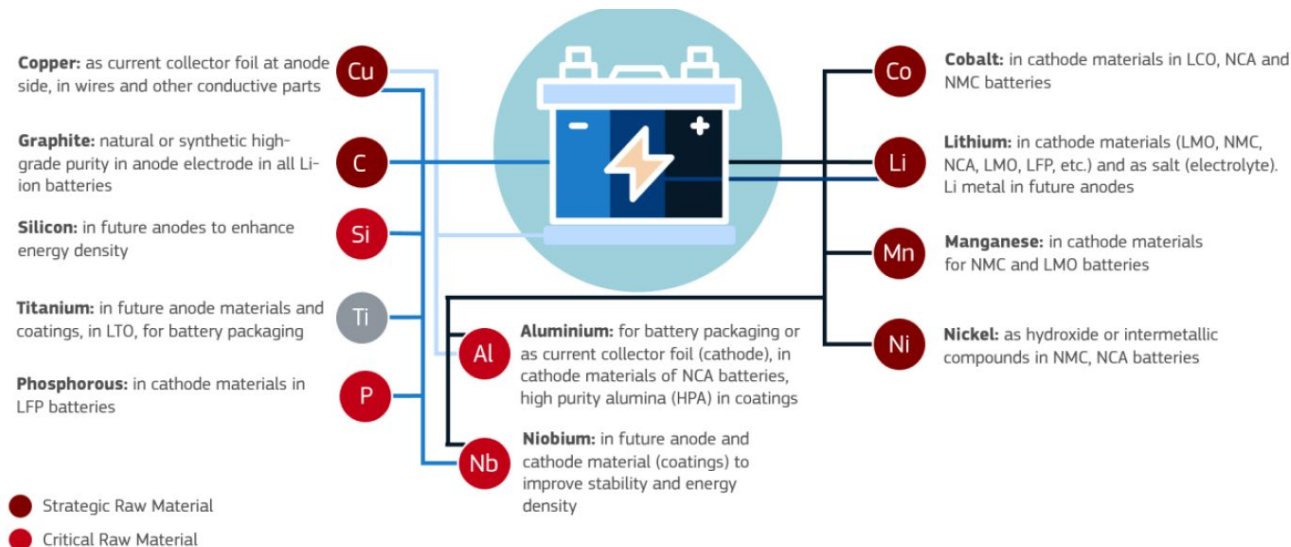 Copper: as current collector foil at anode
side, in wires and other conductive parts
Cu
Graphite: natural or synthetic high-
grade purity in anode electrode in all Li-
ion batteries
C
Silicon: in future anodes to enhance
energy density
Si
Titanium: in future anode materials and
coatings, in LTO, for battery packaging
Ti
Phosphorous: in cathode materials in
LFP batteries
P
- +
Co
Cobalt: in cathode materials in LCO, NCA and
NMC batteries
Li
Lithium: in cathode materials (LMO, NMC,
NCA, LMO, LFP, etc.) and as salt (electrolyte).
Li metal in future anodes
Mn
Manganese: in cathode materials
for NMC and LMO batteries
Ni
Nickel: as hydroxide or intermetallic
compounds in NMC, NCA batteries
Al
Aluminium: for battery packaging or
as current collector foil (cathode), in
cathode materials of NCA batteries,
high purity alumina (HPA) in coatings
Nb
Niobium: in future anode and
cathode material (coatings) to
improve stability and energy
density
Strategic Raw Material
Critical Raw Material